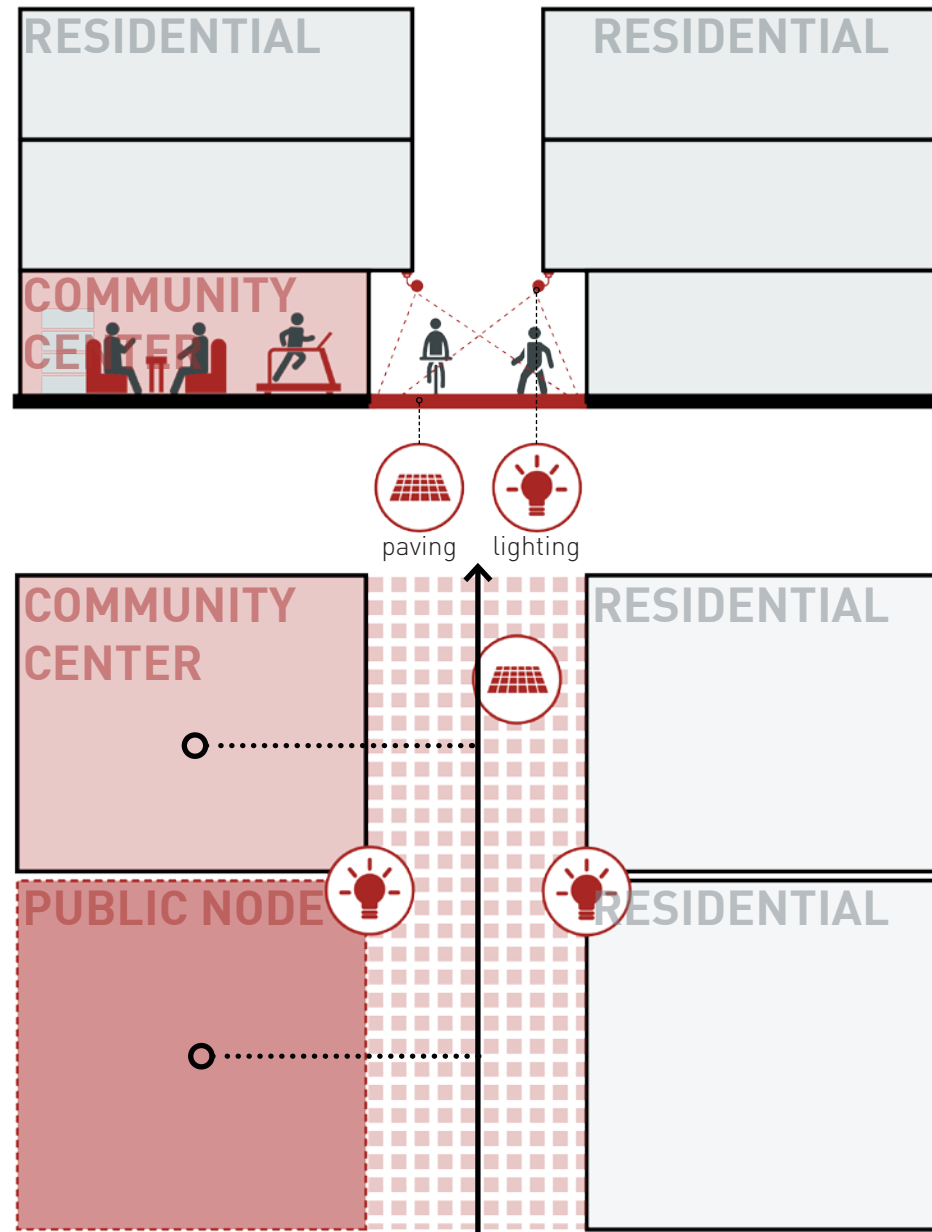 RESIDENTIAL
RESIDENTIAL
COMMUNITY
CENTER
paving
lighting
COMMUNITY
CENTER
RESIDENTIAL
PUBLIC NODE
RESIDENTIAL